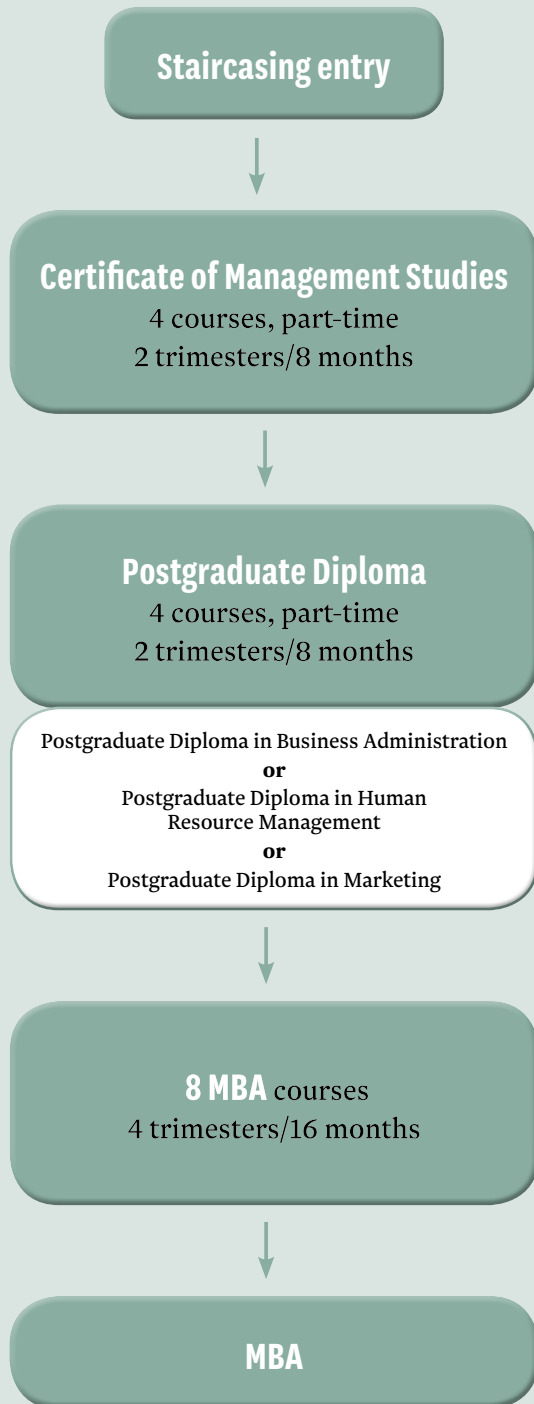 Staircasing entry
Certificate of Management Studies
4 courses, part-time
2 trimesters/8 months
Postgraduate Diploma
4 courses, part-time
2 trimesters/8 months
Postgraduate Diploma in Business Administration
or
Postgraduate Diploma in Human
Resource Management
or
Postgraduate Diploma in Marketing
8 MBA courses
4 trimesters/16 months
MBA